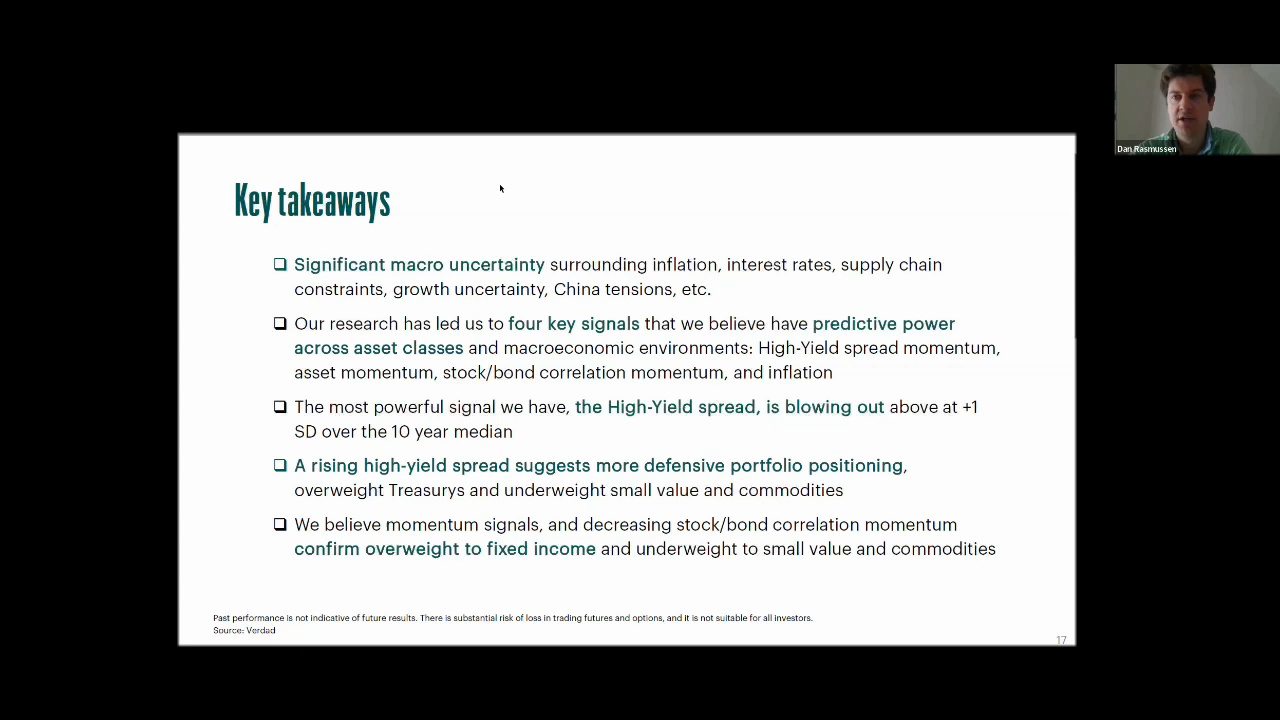 Dan Rasmussen
Key takeaways
Significant macro uncertainty surrounding inflation, interest rates, supply chain
constraints, growth uncertainty, China tensions, etc.
Our research has led us to four key signals that we believe have predictive power
across asset classes and macroeconomic environments: High-Yield spread momentum,
asset momentum, stock/bond correlation momentum, and inflation
The most powerful signal we have, the High-Yield spread, is blowing out above at +1
SD over the 10 year median
A rising high-yield spread suggests more defensive portfolio positioning,
overweight Treasurys and underweight small value and commodities
We believe momentum signals, and decreasing stock/bond correlation momentum
confirm overweight to fixed income and underweight to small value and commodities
Past performance is not indicative of future results. There is substantial risk of loss in trading futures and options, and it is not suitable for all investors.
Source: Verdad
17